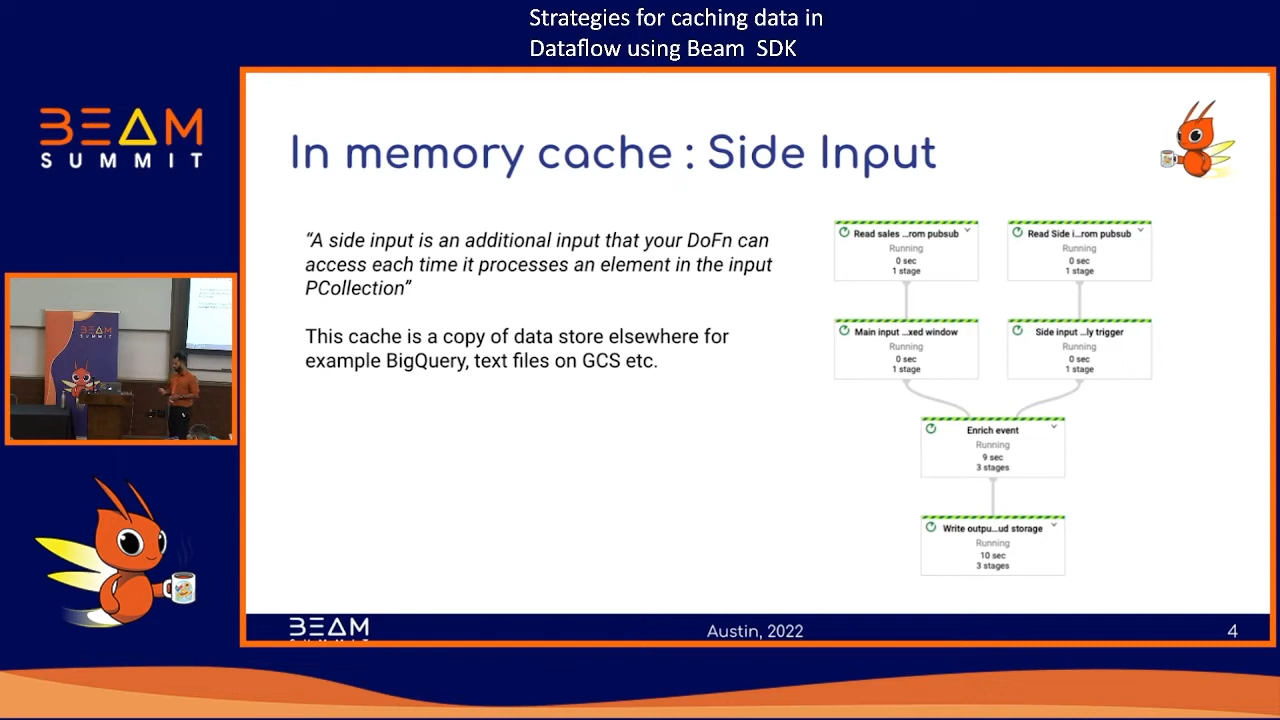 Strategies for caching data in
Dataflow using Beam SDK
BEAM
SUMMIT
In memory cache : Side Input
“A side input is an additional input that your DoFn can
access each time it processes an element in the input
PCollection”
This cache is a copy of data store elsewhere for
example BigQuery, text files on GCS etc.
Read sales ...rom pubsub
Running
0 sec
1 stage
Read Side i...rom pubsub
Running
0 sec
1 stage
Main input ...xed window
Running
0 sec
1 stage
Side input ...ly trigger
Running
0 sec
1 stage
Enrich event
Running
9 sec
3 stages
Write outpu...ud storage
Running
10 sec
3 stages
BEAM
SUMMIT
BEAM
Austin, 2022
4